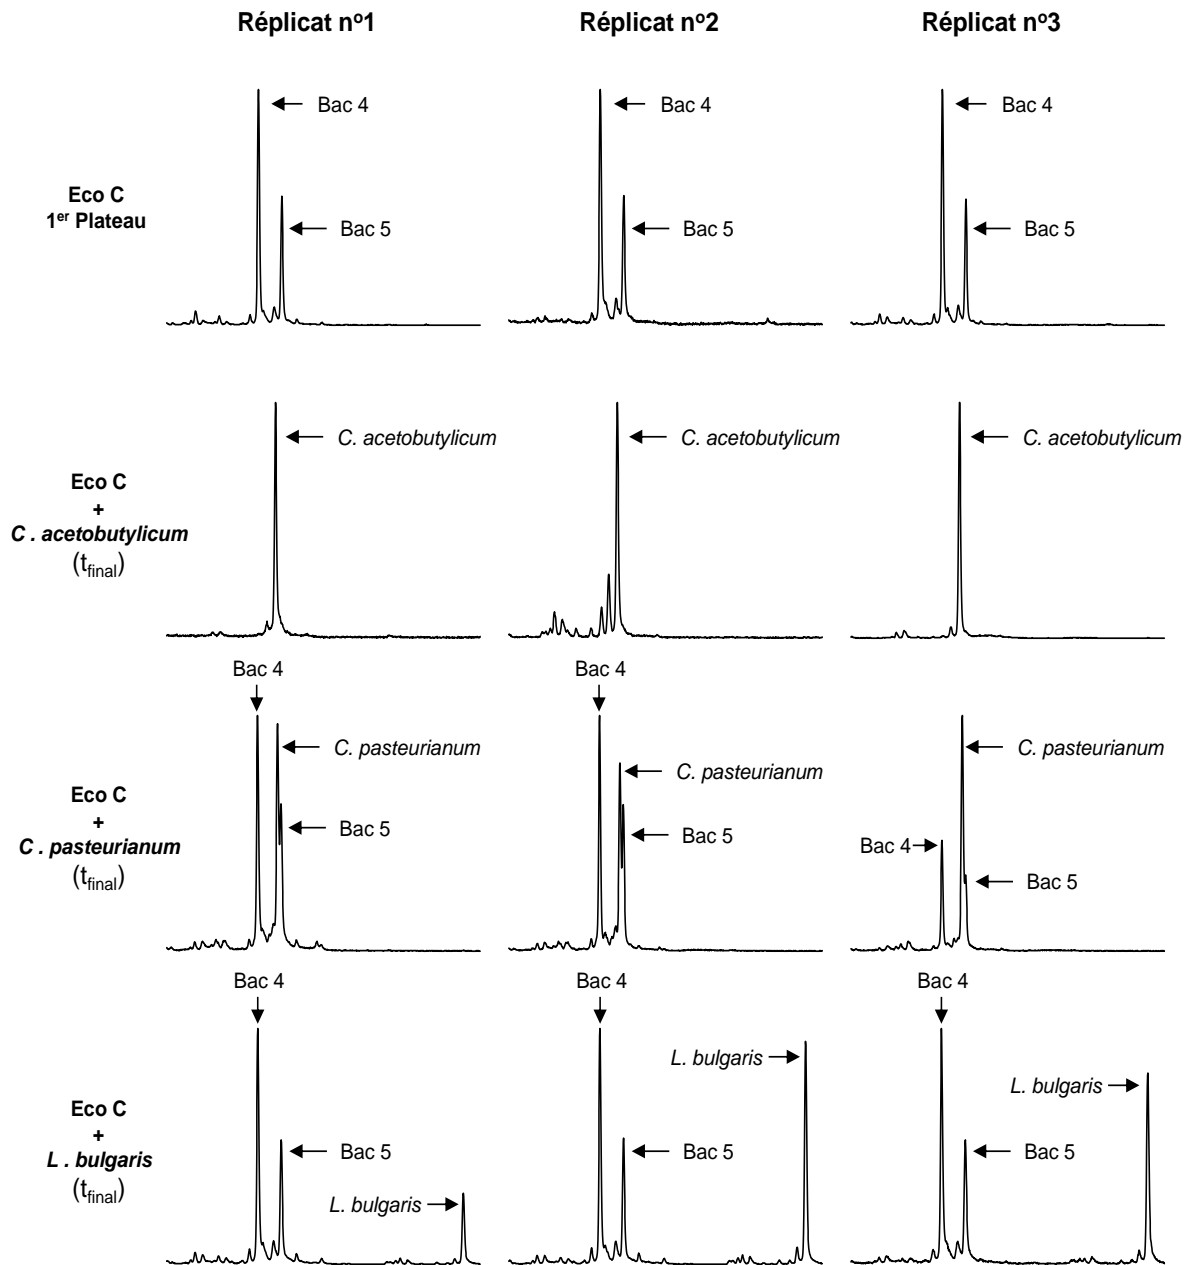 Réplicat nº1
Réplicat nº2
Réplicat nº3
Eco C
1er Plateau
Bac 4
Bac 5
Bac 4
Bac 5
Bac 4
Bac 5
Eco C
+
C . acetobutylicum
(tfinal)
C. acetobutylicum
C. acetobutylicum
C. acetobutylicum
Eco C
+
C . pasteurianum
(tfinal)
Bac 4
C. pasteurianum
Bac 5
Bac 4
C. pasteurianum
Bac 5
C. pasteurianum
Bac 4
Bac 5
Eco C
+
L . bulgaris
(tfinal)
Bac 4
Bac 5
L. bulgaris
Bac 4
L. bulgaris
Bac 5
Bac 4
L. bulgaris
Bac 5